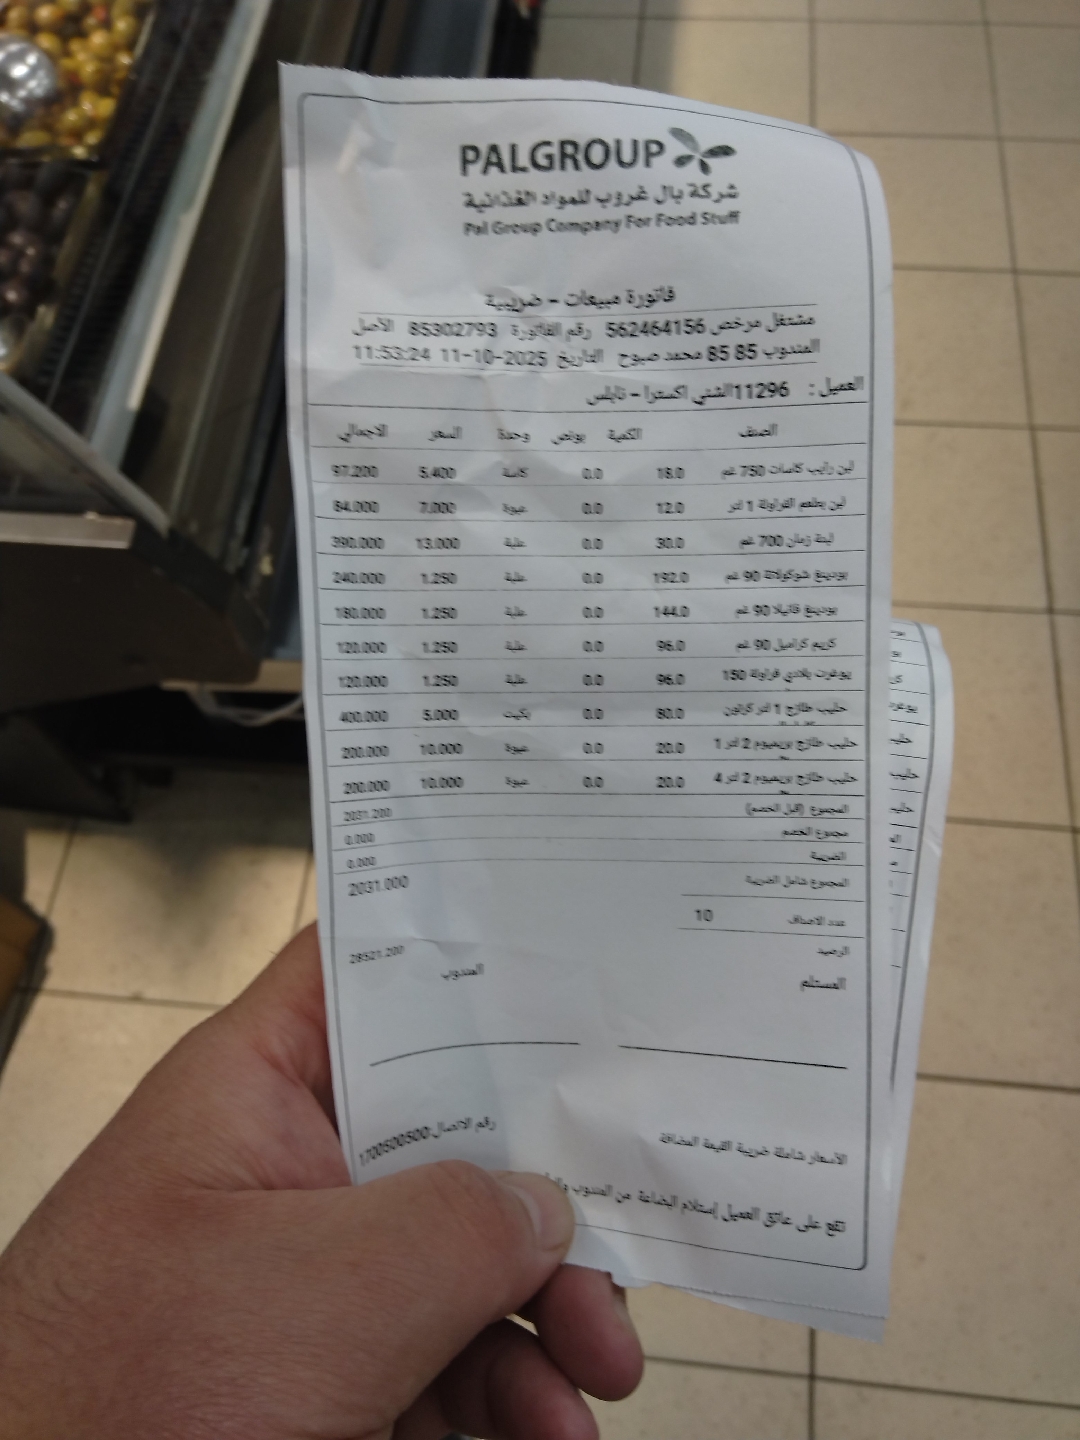 PALGROUP
شركة بال غروب للمواد الغذائية
Pal Group Company For Food Stuff
فاتورة مبيعات - ضريبية
مشتغل مرخص 562464156 رقم الفاتورة 85302793 الأصل
المندوب 85 85 محمد صبوح التاريخ 11-10-2025 11:53:24
العميل : 11296الشني اكسترا - نابلس
الصنف الكمية بونص وحدة السعر الاجمالي
لبن رايب كاسات 750 غم 18.0 0.0 كاسة 5.400 97.200
لبن بطعم الفراولة 1 لتر 12.0 0.0 عبوة 7.000 84.000
لبنة زمان 700 غم 30.0 0.0 علبة 13.000 390.000
بودينغ شوكولاتة 90 غم 192.0 0.0 علبة 1.250 240.000
بودينغ فانيلا 90 غم 144.0 0.0 علبة 1.250 180.000
كريم كراميل 90 غم 96.0 0.0 علبة 1.250 120.000
يوغرت بلادي فراولة 150 96.0 0.0 علبة 1.250 120.000
حليب طازج 1 لتر كرتون 80.0 0.0 بكيت 5.000 400.000
حليب طازج بريميوم 2 لتر 1 20.0 0.0 عبوة 10.000 200.000
حليب طازج بريميوم 2 لتر 4 20.0 0.0 عبوة 10.000 200.000
المجموع (قبل الخصم) 2031.200
مجموع الخصم 0.000
الضريبة 0.000
المجموع شامل الضريبة 2031.000
عدد الاصناف 10
الرصيد 28521.200
المستلم المندوب
الأسعار شاملة ضريبة القيمة المضافة رقم الاتصال:1700500500
تقع على عاتق العميل إستلام البضاعة من المندوب